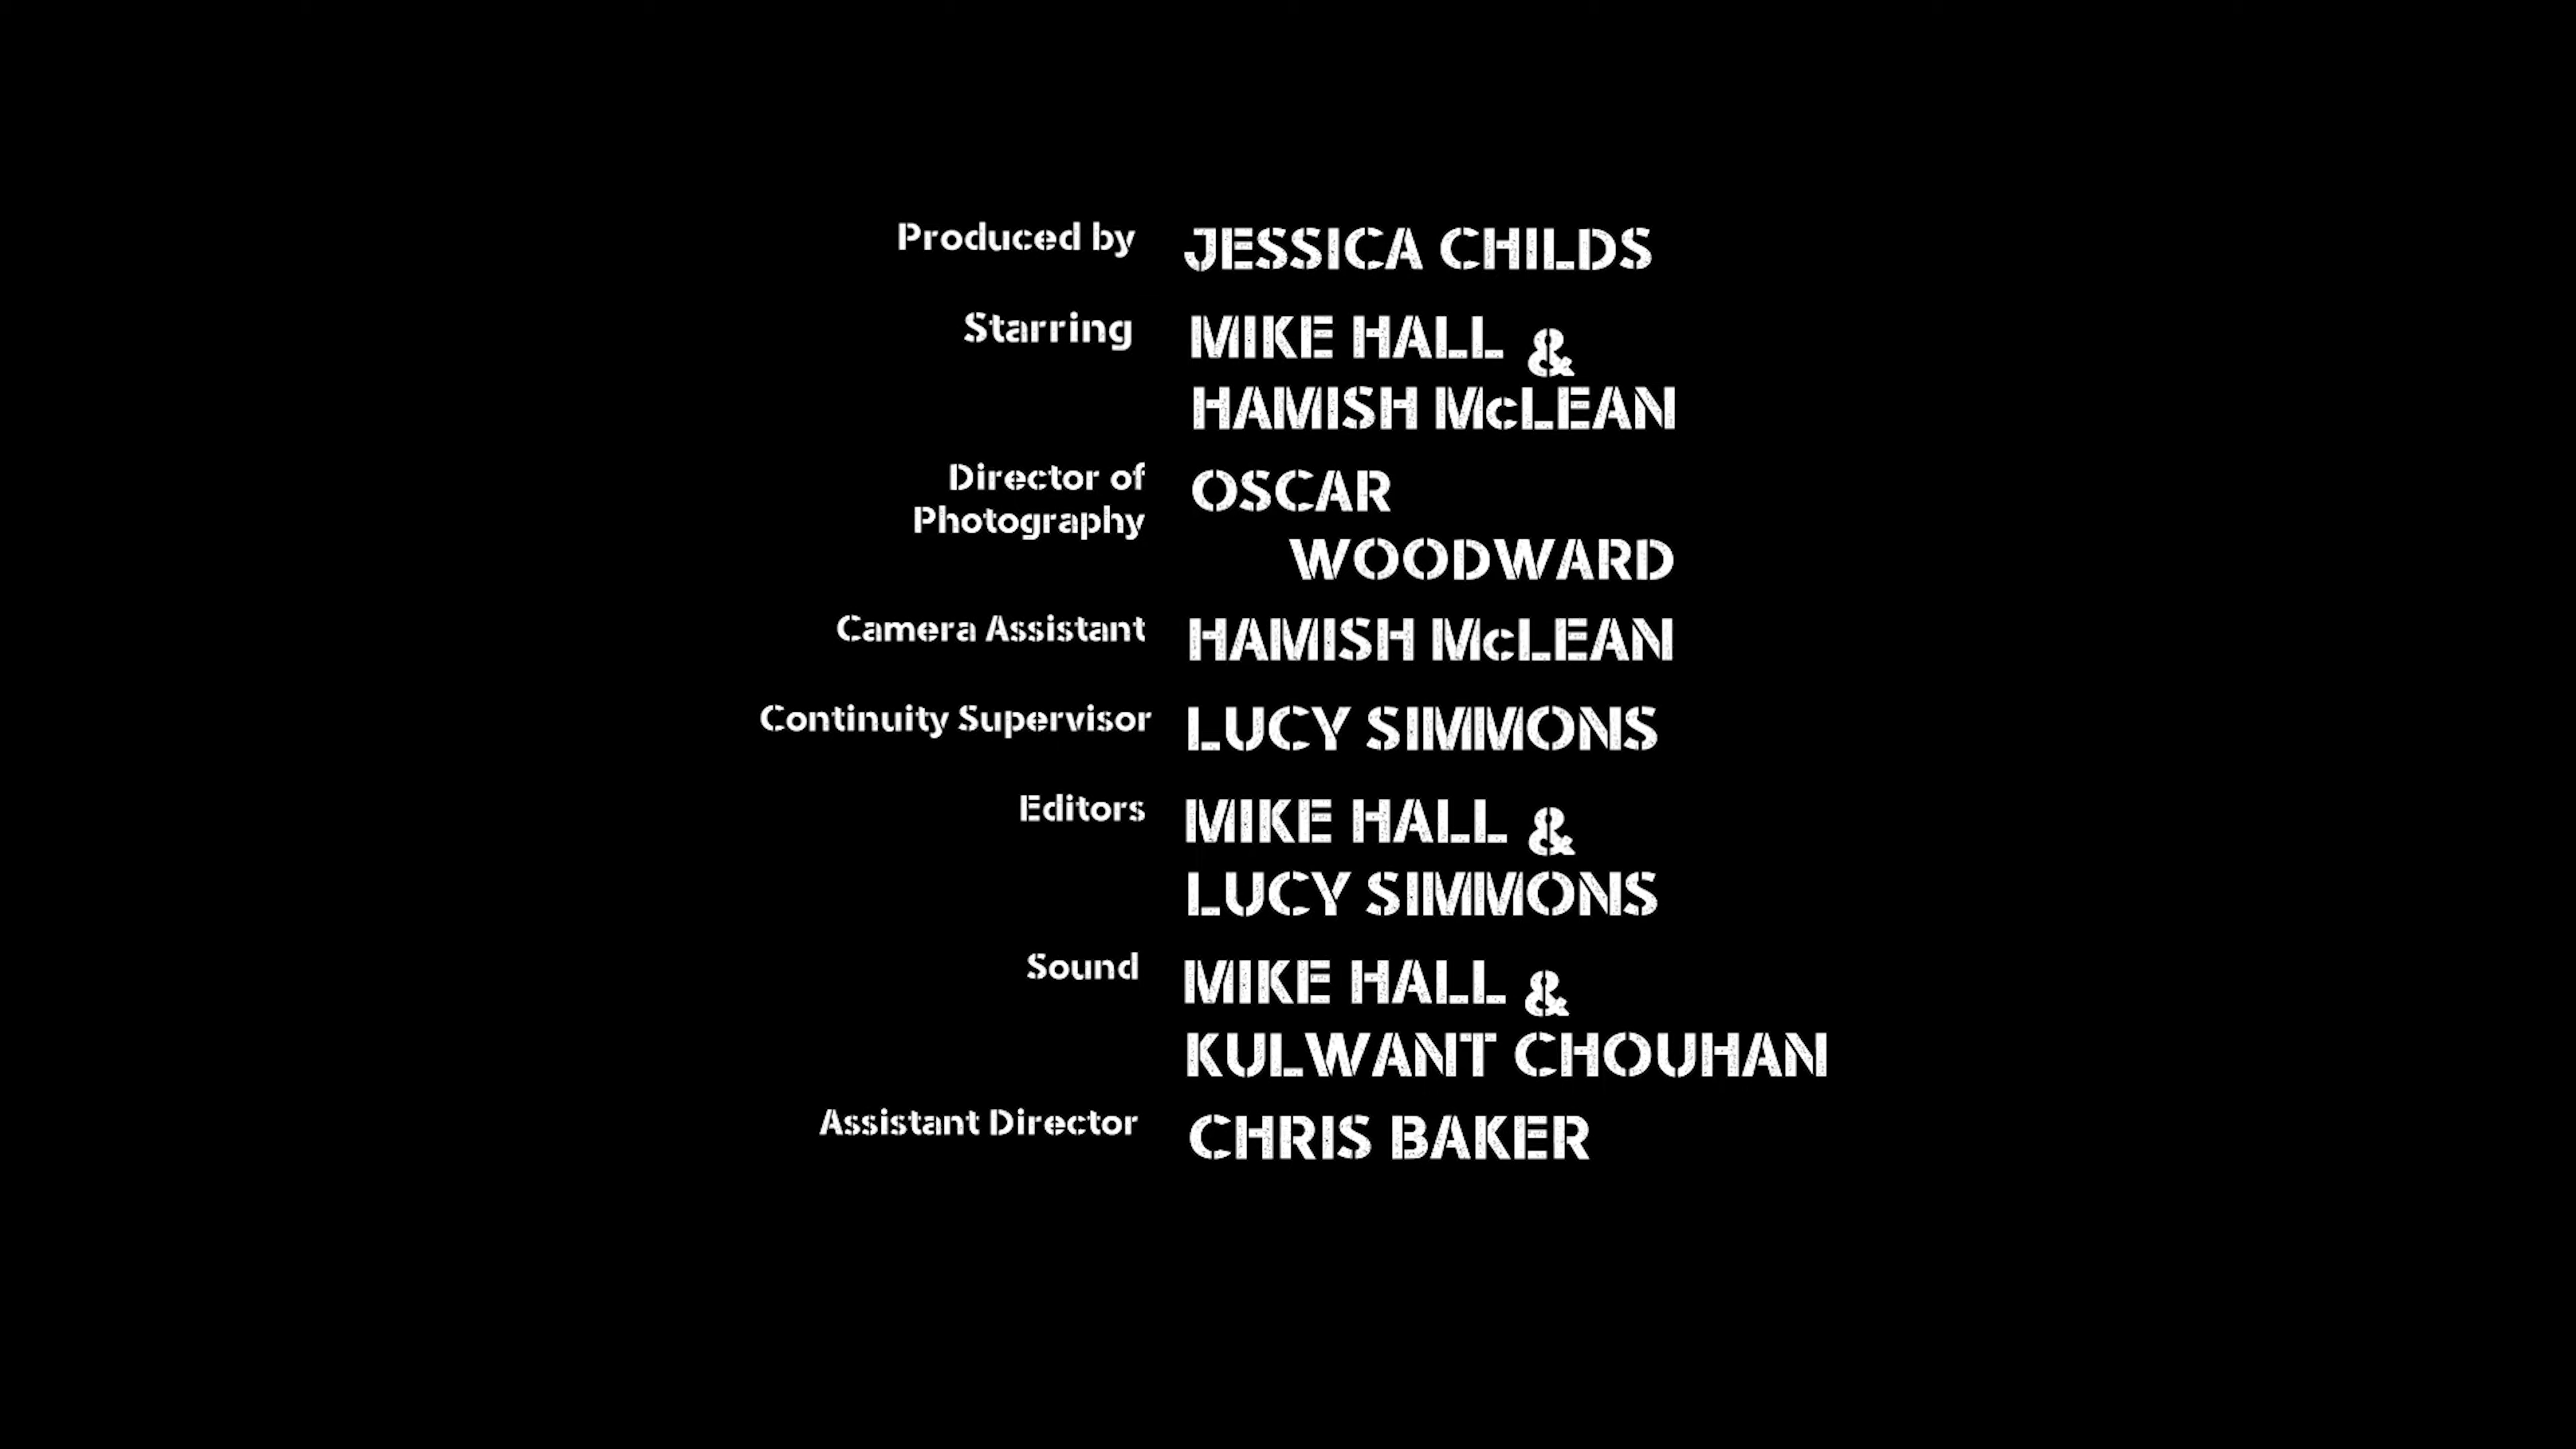 Produced by JESSICA CHILDS
Starring MIKE HALL &
HAMISH McLEAN
Director of
Photography
OSCAR
WOODWARD
Camera Assistant HAMISH McLEAN
Continuity Supervisor LUCY SIMMONS
Editors MIKE HALL &
LUCY SIMMONS
Sound MIKE HALL &
KULWANT CHOUHAN
Assistant Director CHRIS BAKER